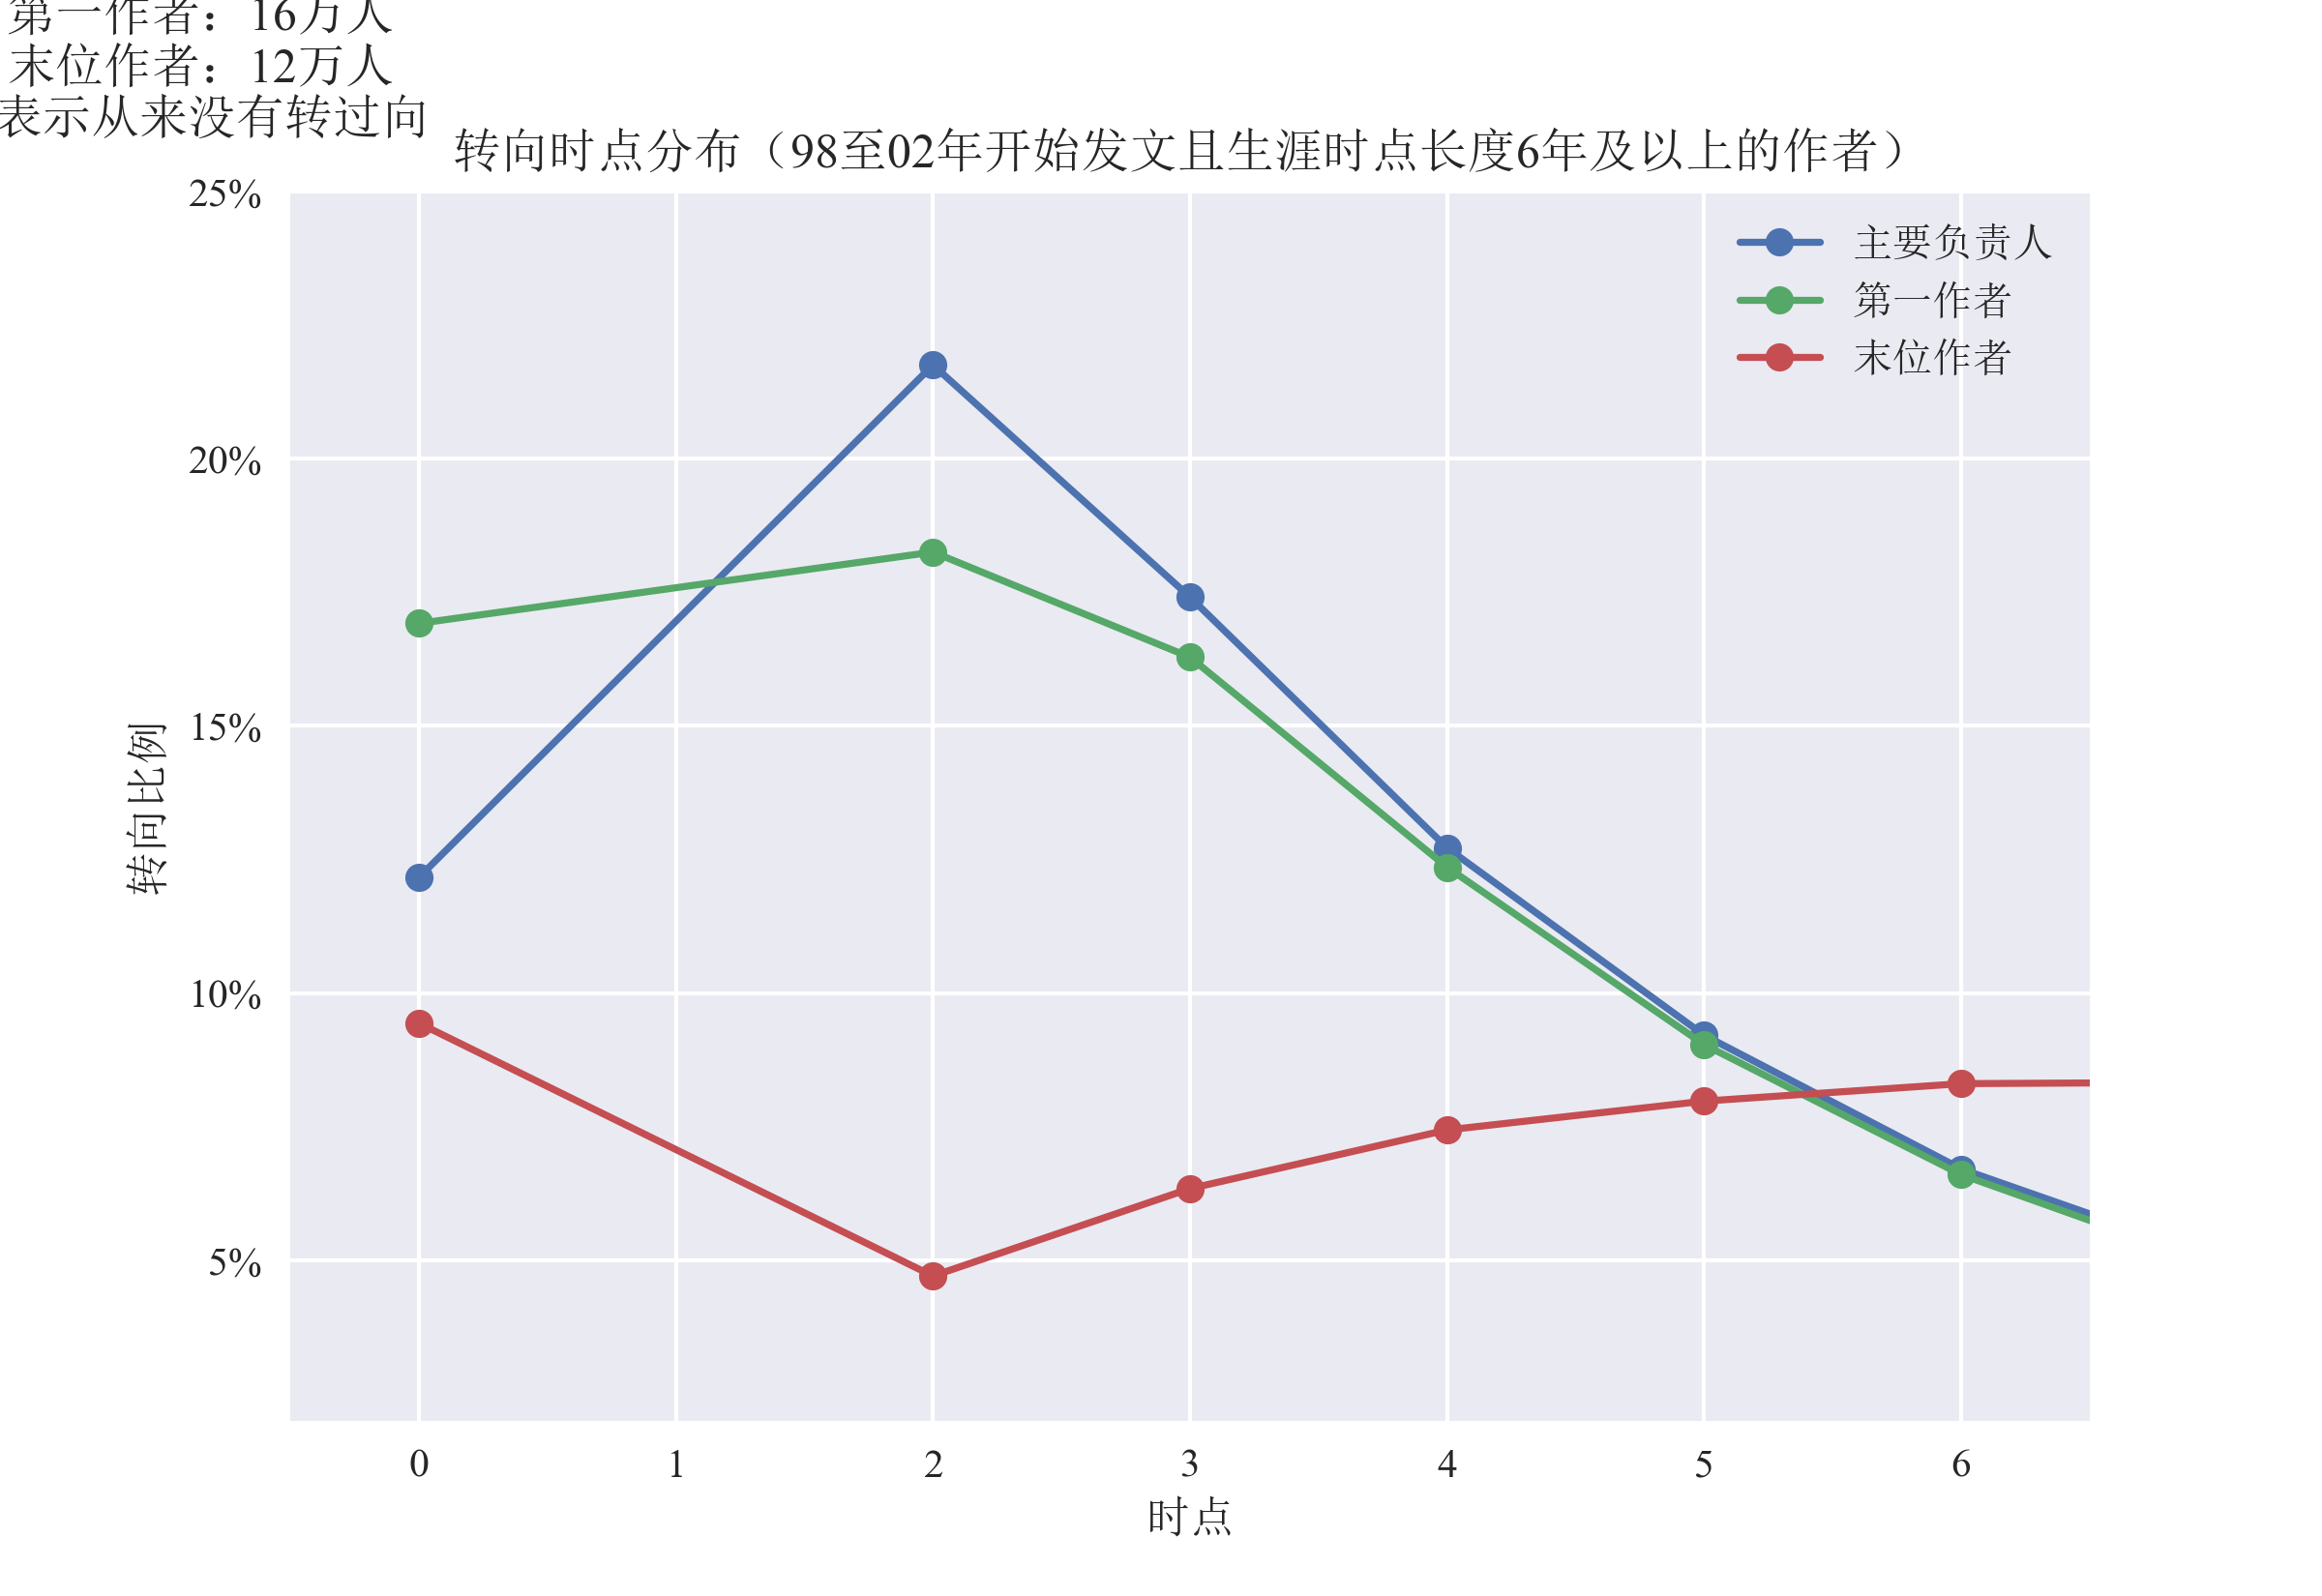 第一作者：16万人
末位作者：12万人
表示从来没有转过向
转向时点分布（98至02年开始发文且生涯时点长度6年及以上的作者）
25%
20%
15%
10%
5%
转向比例
主要负责人
第一作者
末位作者
0 1 2 3 4 5 6
时点